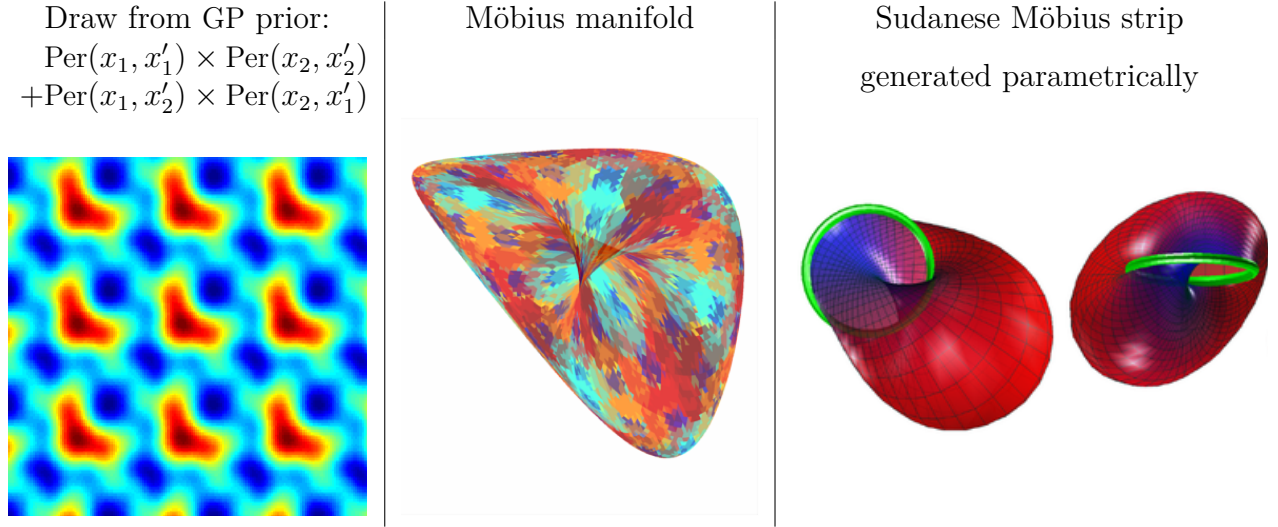 Draw from GP prior:
Per(x₁, x′₁) × Per(x₂, x′₂)
+Per(x₁, x′₂) × Per(x₂, x′₁)
Möbius manifold
Sudanese Möbius strip
generated parametrically